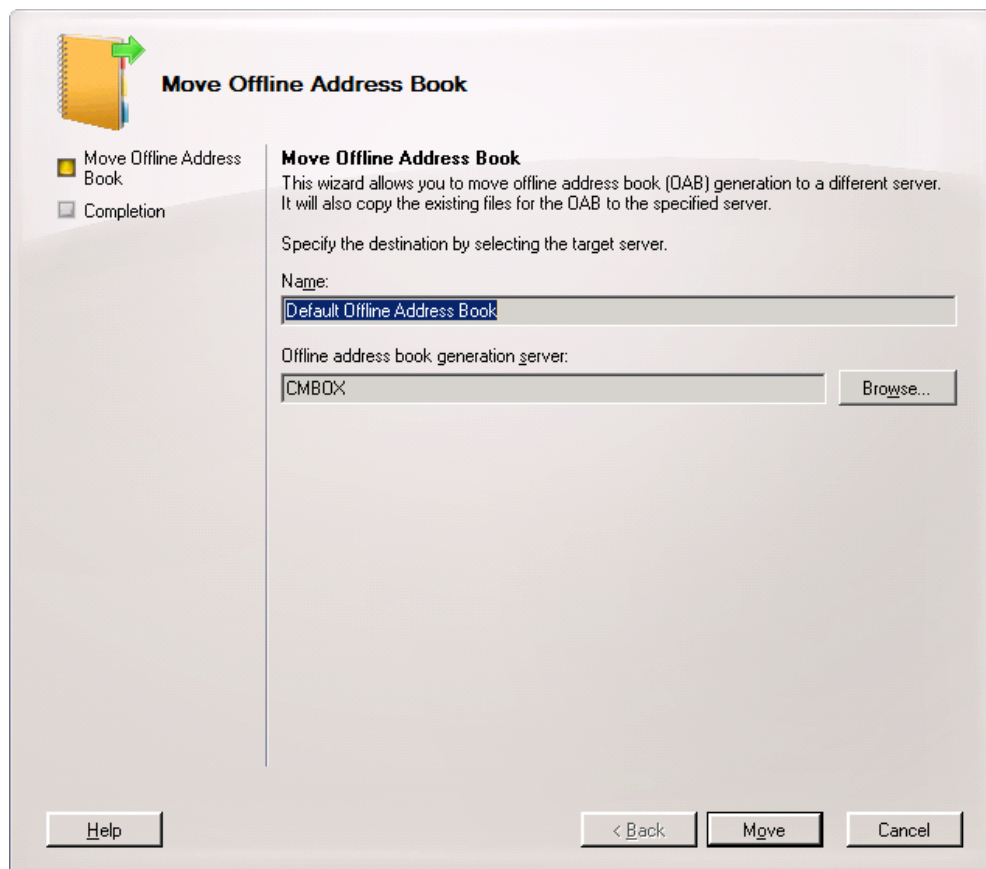 Move Offline Address Book
Move Offline Address
Book
Completion
Move Offline Address Book
This wizard allows you to move offline address book (OAB) generation to a different server.
It will also copy the existing files for the OAB to the specified server.
Specify the destination by selecting the target server.
Name:
Default Offline Address Book
Offline address book generation server:
CMBOX
Browse...
Help
< Back
Move
Cancel